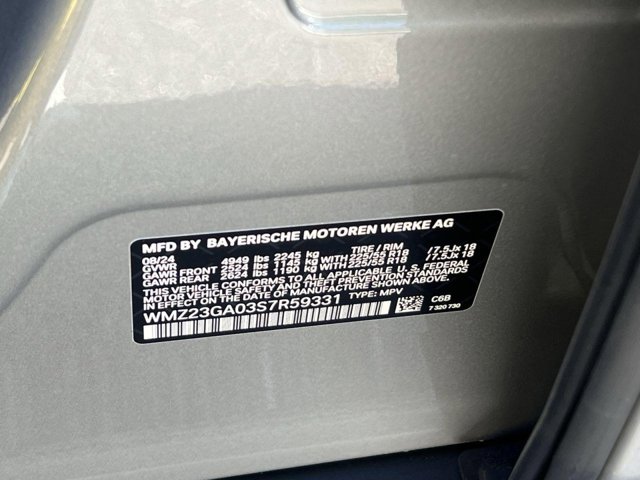 MFD BY BAYERISCHE MOTOREN WERKE AG
08/24 TIRE / RIM
GVWR 4949 lbs 2245 kg
GAWR FRONT 2524 lbs 1145 kg WITH 225/55 R18 /7.5Jx 18
GAWR REAR 2624 lbs 1190 kg WITH 225/55 R18 /7.5Jx 18
THIS VEHICLE CONFORMS TO ALL APPLICABLE U. S. FEDERAL
MOTOR VEHICLE SAFETY, BUMPER, AND THEFT PREVENTION STANDARDS
IN EFFECT ON THE DATE OF MANUFACTURE SHOWN ABOVE.
WMZ23GA03S7R59331 TYPE: MPV
C6B
7 320 730